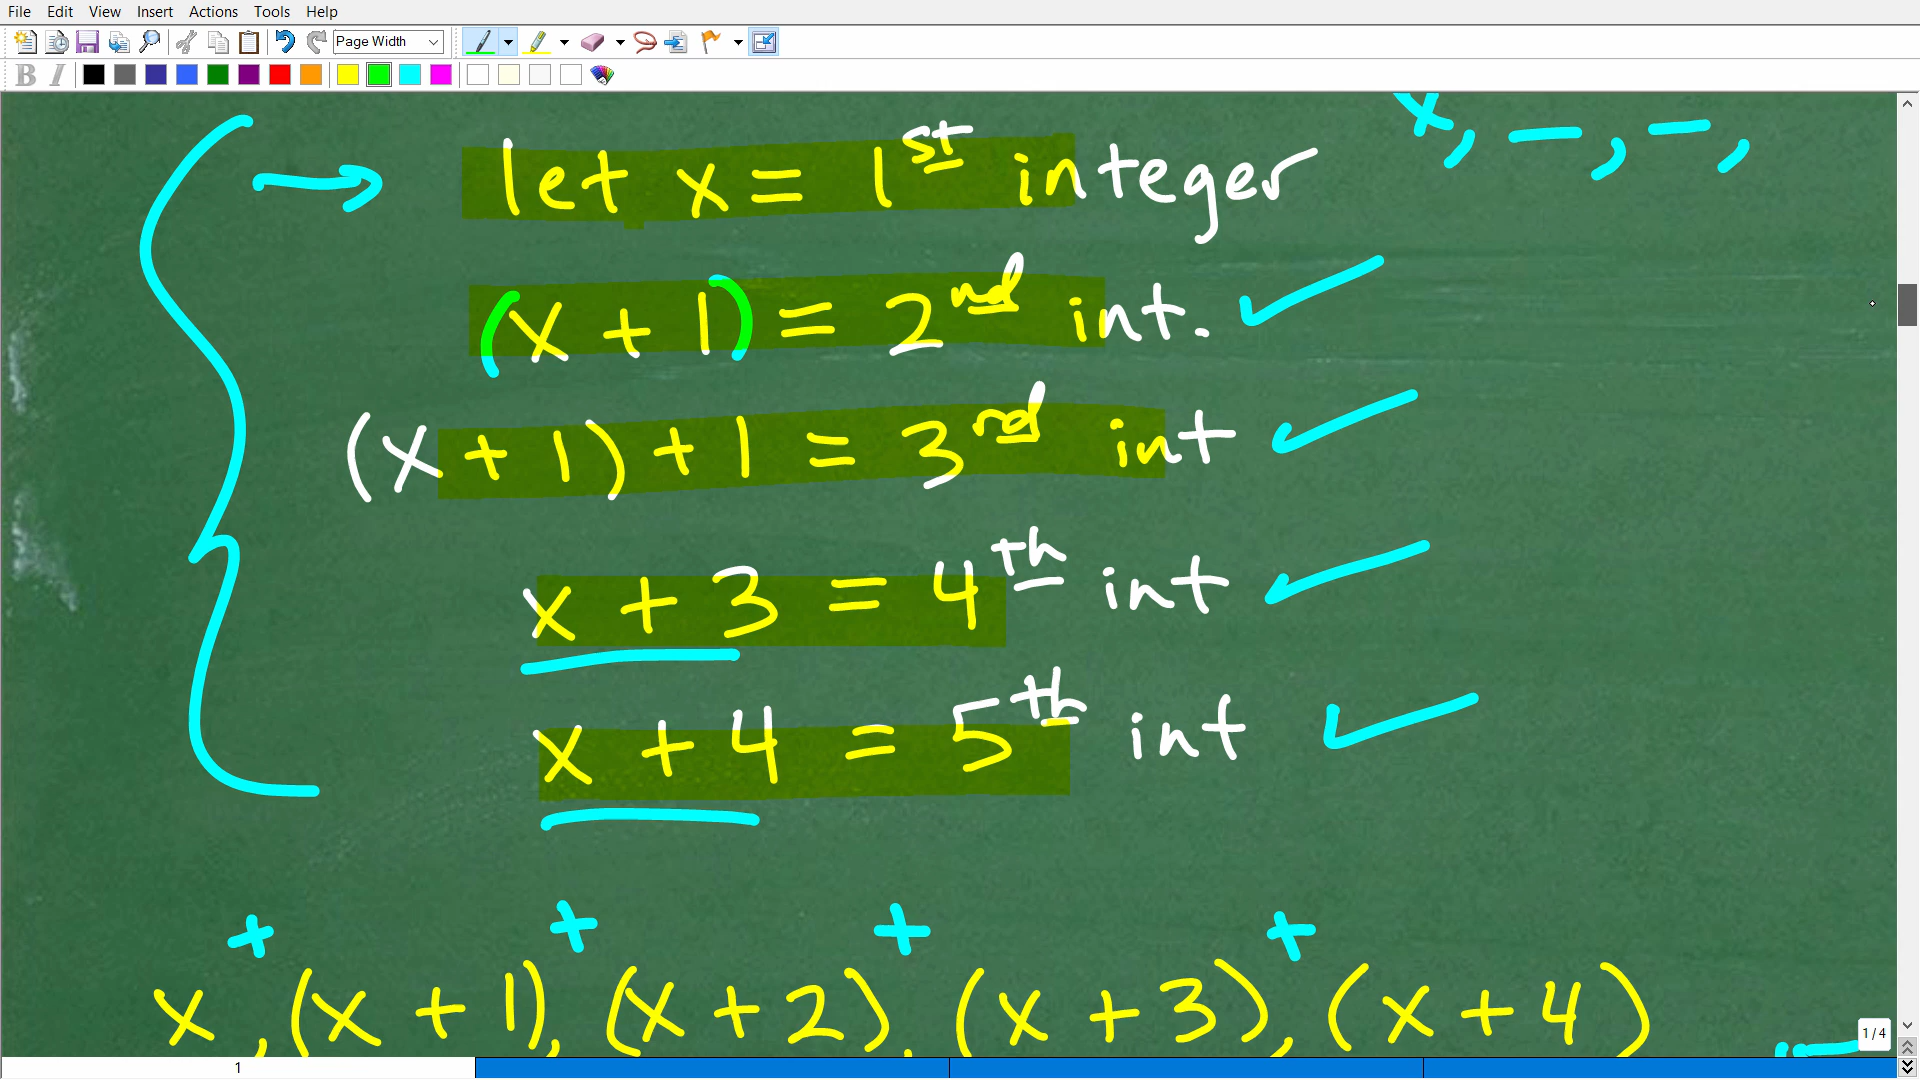 File Edit View Insert Actions Tools Help
Page Width
B I
x, _, _,
let x = 1st integer
(x + 1) = 2nd int.
(x + 1) + 1 = 3rd int
x + 3 = 4th int
x + 4 = 5th int
+ + + +
x, (x + 1), (x + 2), (x + 3), (x + 4)
1 / 4
1